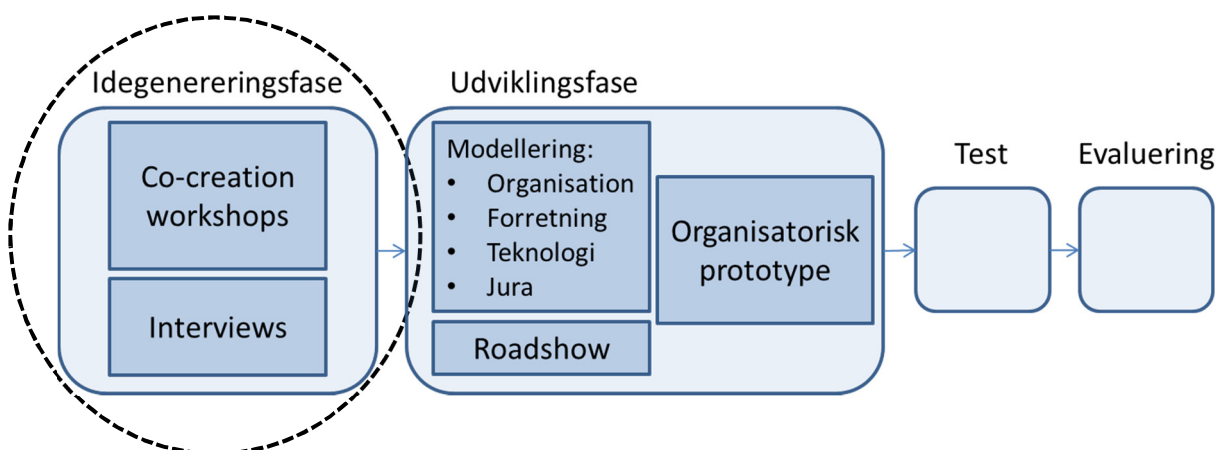 Idegenereringsfase
Co-creation
workshops
Interviews
Udviklingsfase
Modellering:
• Organisation
• Forretning
• Teknologi
• Jura
Roadshow
Organisatorisk
prototype
Test
Evaluering